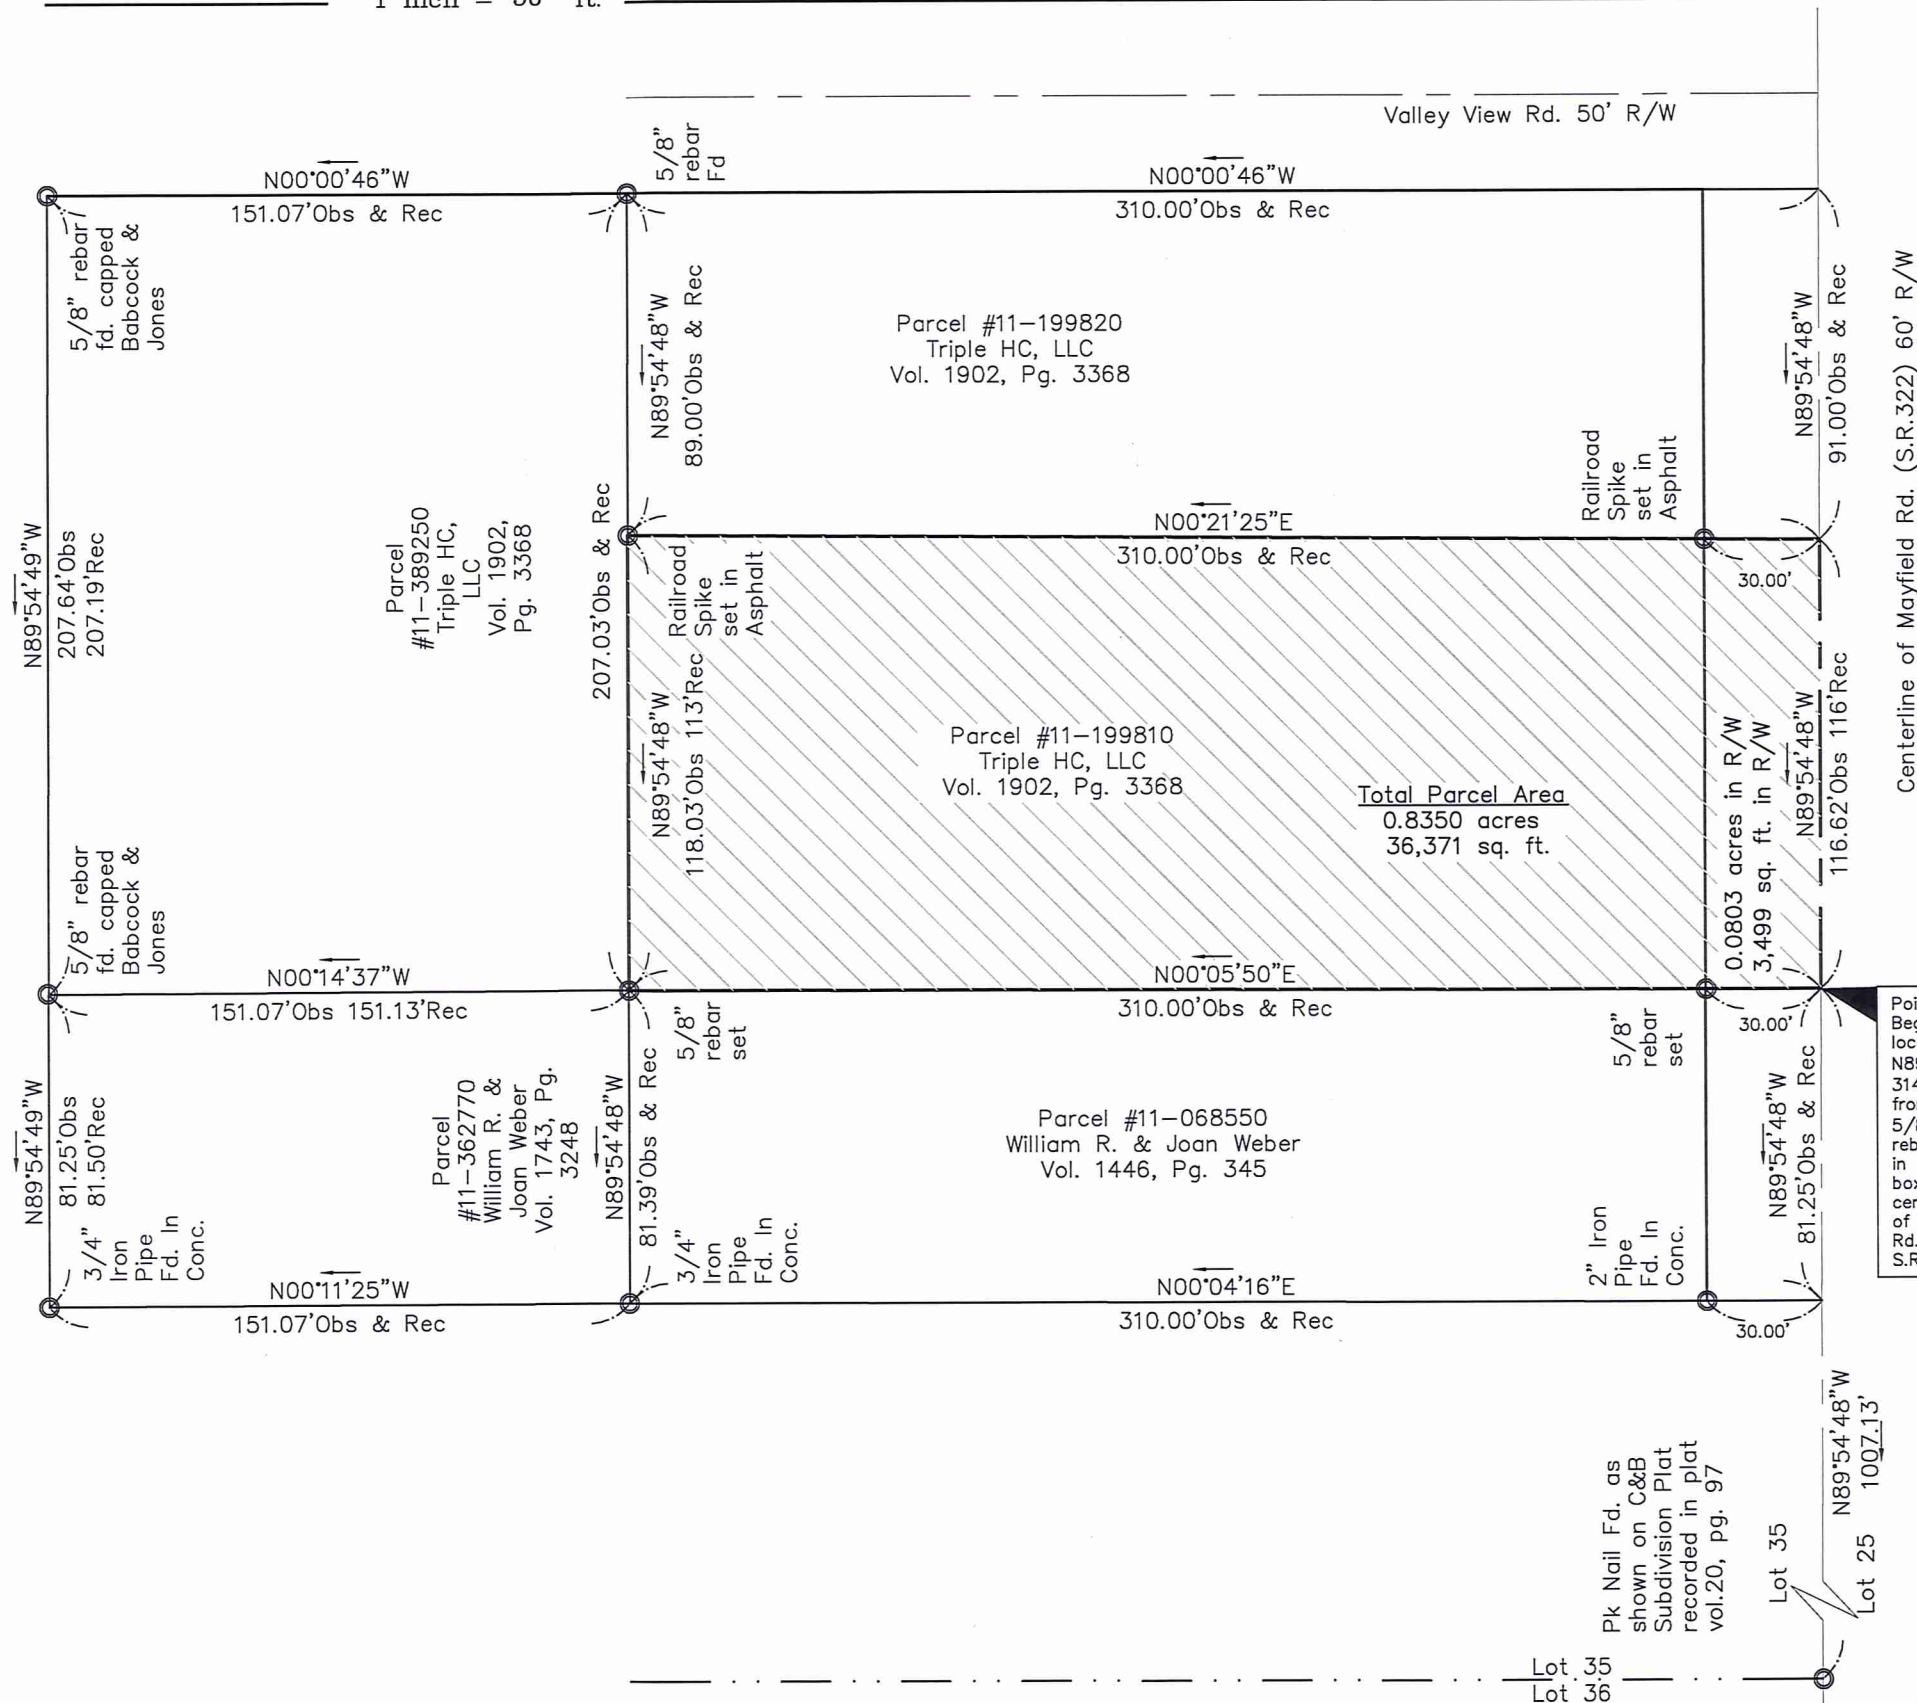 Valley View Rd. 50' R/W
N00°00'46"W
151.07'Obs & Rec
5/8"
rebar
Fd
N00°00'46"W
310.00'Obs & Rec
5/8" rebar
fd. capped
Babcock &
Jones
N89°54'48"W
89.00'Obs & Rec
Parcel #11-199820
Triple HC, LLC
Vol. 1902, Pg. 3368
N89°54'48"W
91.00'Obs & Rec
Centerline of Mayfield Rd. (S.R.322) 60' R/W
Railroad
Spike
set in
Asphalt
N89°54'49"W
207.64'Obs
207.19'Rec
Parcel
#11-389250
Triple HC,
LLC
Vol. 1902,
Pg. 3368
207.03'Obs & Rec
N00°21'25"E
310.00'Obs & Rec
30.00'
Railroad
Spike
set in
Asphalt
N89°54'48"W
118.03'Obs 113'Rec
Parcel #11-199810
Triple HC, LLC
Vol. 1902, Pg. 3368
Total Parcel Area
0.8350 acres
36,371 sq. ft.
0.0803 acres in R/W
3,499 sq. ft. in R/W
N89°54'48"W
116.62'Obs 116'Rec
5/8" rebar
fd. capped
Babcock &
Jones
N00°14'37"W
151.07'Obs 151.13'Rec
5/8"
rebar
set
N00°05'50"E
310.00'Obs & Rec
5/8"
rebar
set
30.00'
N89°54'49"W
81.25'Obs
81.50'Rec
3/4"
Iron
Pipe
Fd. In
Conc.
Parcel
#11-362770
William R. &
Joan Weber
Vol. 1743, Pg.
3248
N89°54'48"W
81.39'Obs & Rec
3/4"
Iron
Pipe
Fd. In
Conc.
Parcel #11-068550
William R. & Joan Weber
Vol. 1446, Pg. 345
2" Iron
Pipe
Fd. In
Conc.
N89°54'48"W
81.25'Obs & Rec
in
of
Rd.
N00°11'25"W
151.07'Obs & Rec
N00°04'16"E
310.00'Obs & Rec
30.00'
N89°54'48"W
1007.13'
Pk Nail Fd. as
shown on C&B
Subdivision Plat
recorded in plat
vol.20, pg. 97
Lot 35
Lot 25
Lot 35
Lot 36